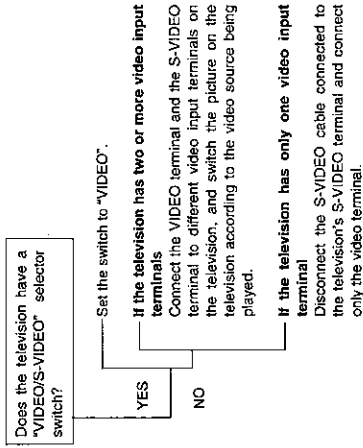 Does the television have a
"VIDEO/S-VIDEO" selector
switch?
YES
Set the switch to "VIDEO".
NO
If the television has two or more video input
terminals
Connect the VIDEO terminal and the S-VIDEO
terminal to different video input terminals on
the television, and switch the picture on the
television according to the video source being
played.
If the television has only one video input
terminal
Disconnect the S-VIDEO cable connected to
the television's S-VIDEO terminal and connect
only the video terminal.